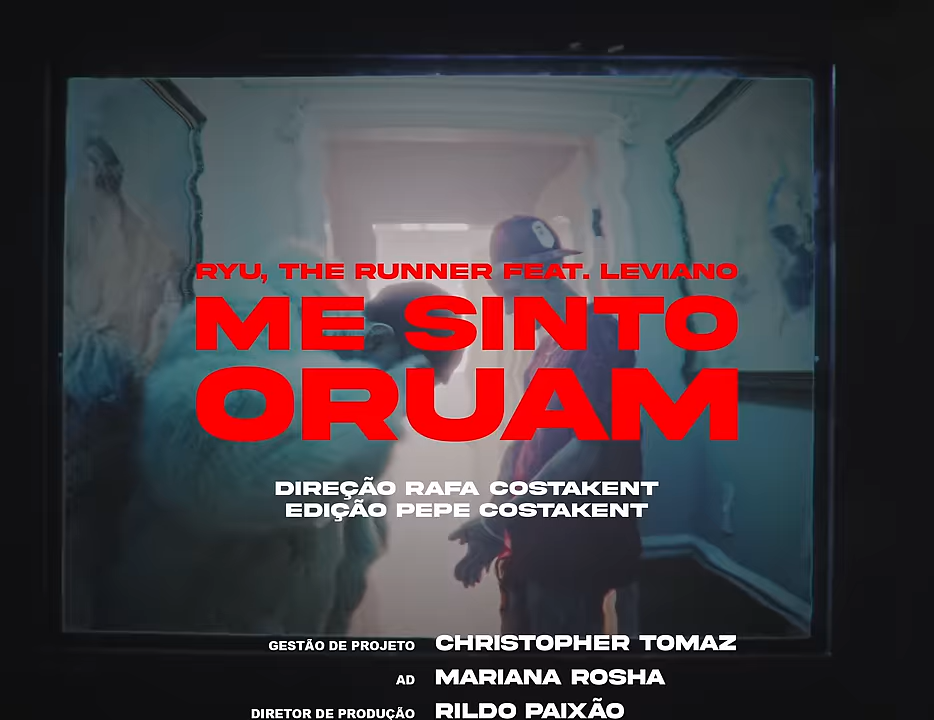 RYU, THE RUNNER FEAT. LEVIANO
ME SINTO
ORUAM
DIREÇÃO RAFA COSTAKENT
EDIÇÃO PEPE COSTAKENT
GESTÃO DE PROJETO CHRISTOPHER TOMAZ
AD MARIANA ROSHA
DIRETOR DE PRODUÇÃO RILDO PAIXÃO